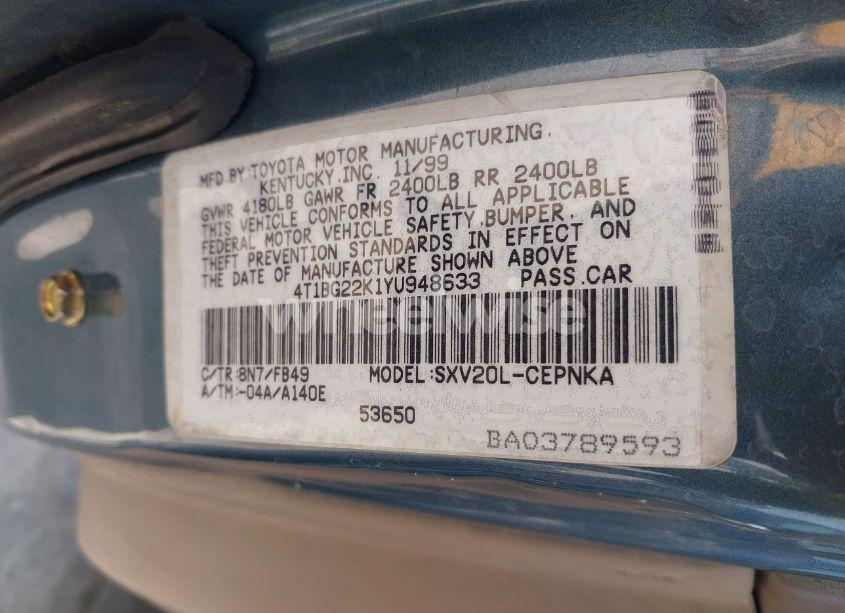 MFD BY:TOYOTA MOTOR MANUFACTURING,
KENTUCKY,INC. 11/99
GVWR 4180LB GAWR FR 2400LB RR 2400LB
THIS VEHICLE CONFORMS TO ALL APPLICABLE
FEDERAL MOTOR VEHICLE SAFETY,BUMPER, AND
THEFT PREVENTION STANDARDS IN EFFECT ON
THE DATE OF MANUFACTURE SHOWN ABOVE
4T1BG22K1YU948633 PASS.CAR
Wheelwise
C/TR:8N7/FB49 MODEL:SXV20L-CEPNKA
A/TM:-04A/A140E
53650
BA03789593